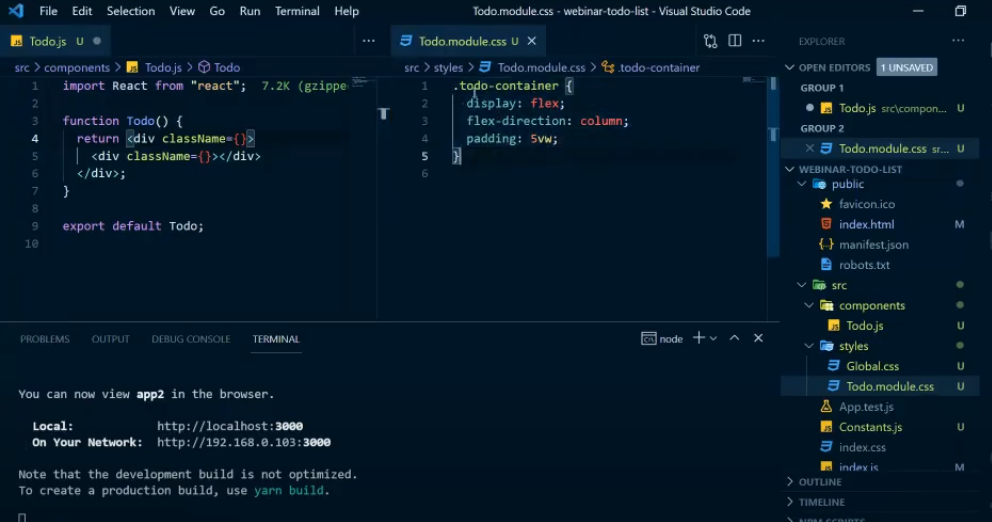 File Edit Selection View Go Run Terminal Help Todo.module.css - webinar-todo-list - Visual Studio Code
Todo.js U
Todo.module.css U
EXPLORER
src > components > Todo.js > Todo
1 import React from "react"; 7.2K (gzippe
2
3 function Todo() {
4 return <div className={}>
5 <div className={}></div>
6 </div>;
7 }
8
9 export default Todo;
10
src > styles > Todo.module.css > .todo-container
1 .todo-container {
2 display: flex;
3 flex-direction: column;
4 padding: 5vw;
5 }
6
OPEN EDITORS 1 UNSAVED
GROUP 1
Todo.js src\compon... U
GROUP 2
Todo.module.css sr... U
WEBINAR-TODO-LIST
public
favicon.ico
index.html M
manifest.json
robots.txt
src
components
Todo.js U
styles
Global.css U
Todo.module.css U
App.test.js
Constants.js U
index.css
index.js M
OUTLINE
TIMELINE
NPM SCRIPTS
PROBLEMS OUTPUT DEBUG CONSOLE TERMINAL node
You can now view app2 in the browser.
Local: http://localhost:3000
On Your Network: http://192.168.0.103:3000
Note that the development build is not optimized.
To create a production build, use yarn build.